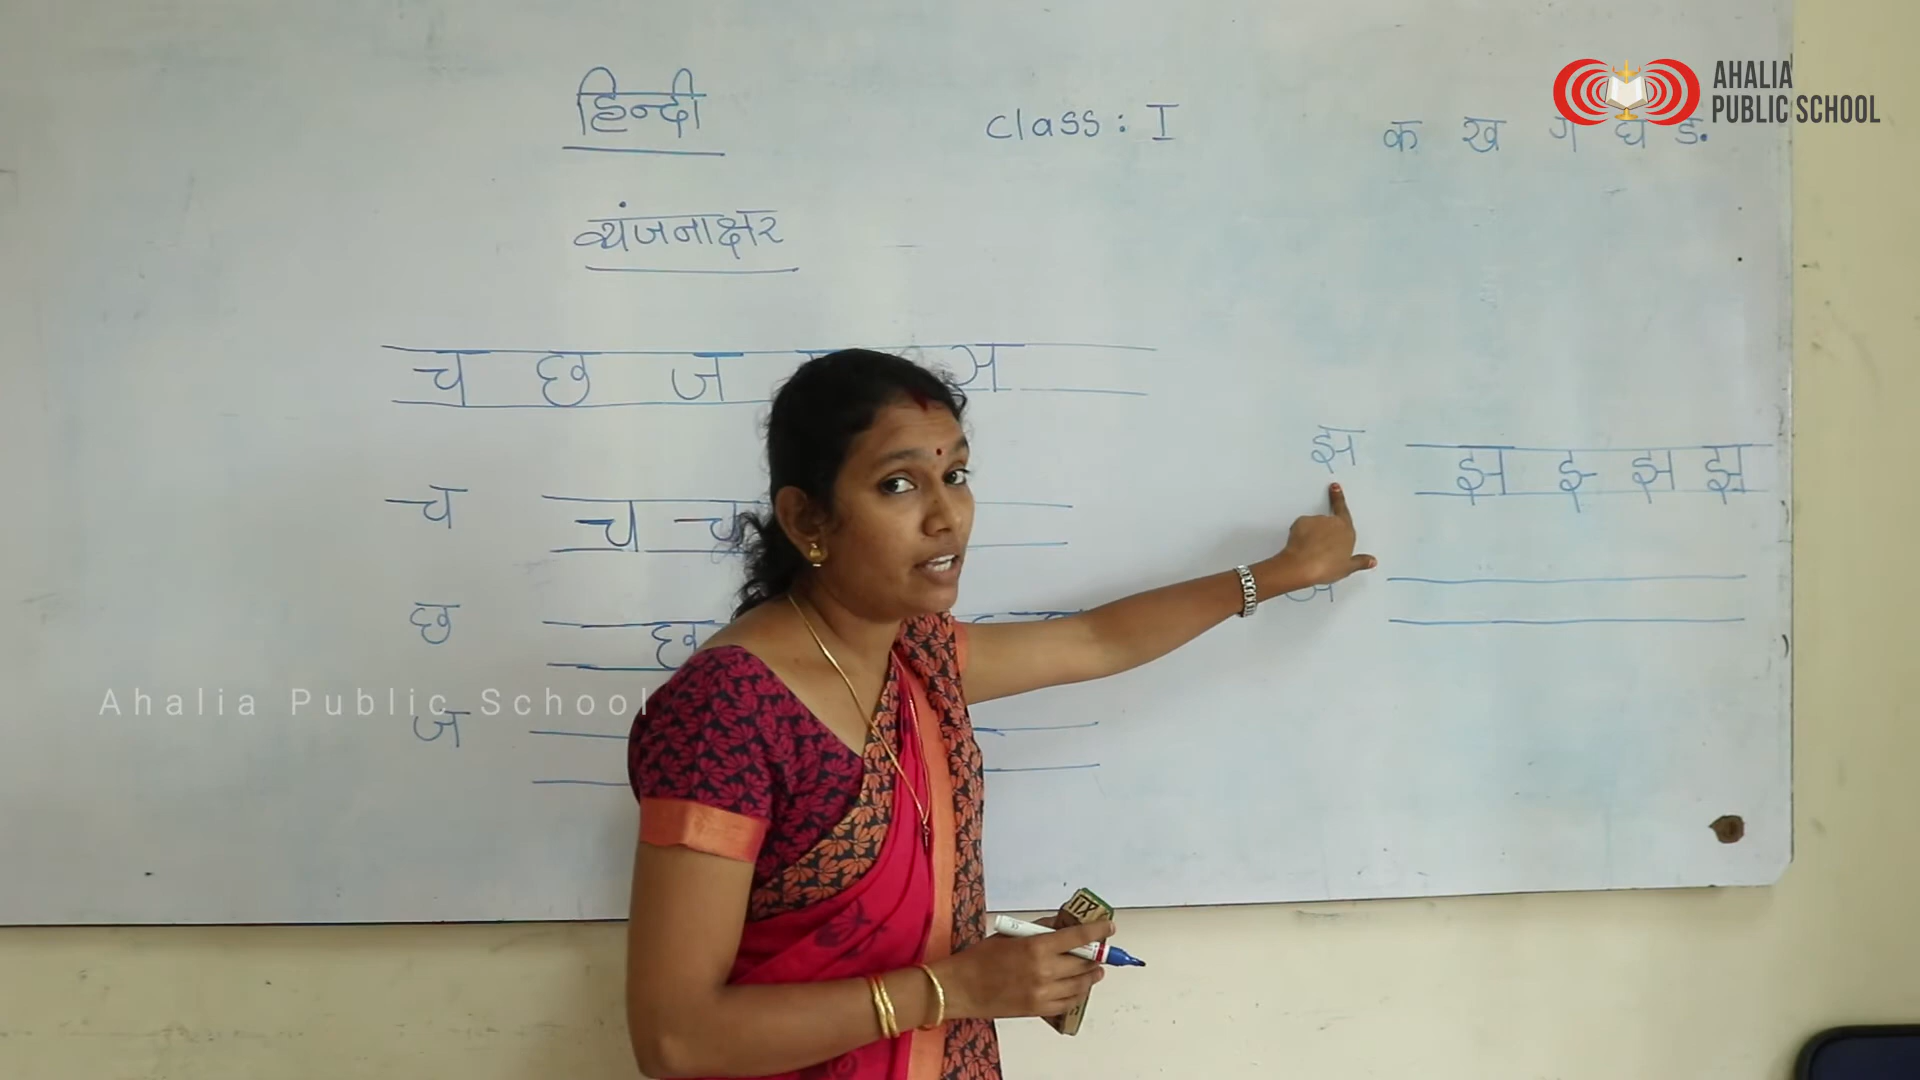 AHALIA
PUBLIC SCHOOL
हिन्दी
class : I
क ख ग घ ङ
व्यंजनाक्षर
च छ ज
झ
झ इ झ झ
च
च च
छ
छ
Ahalia Public School
ज